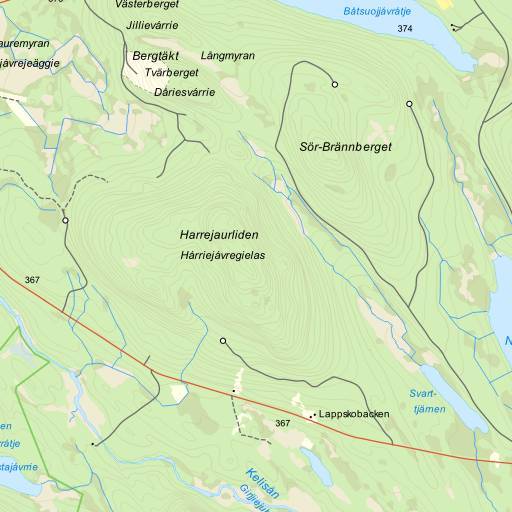 Västerberget
Jillievárrie
Båtsuojjávrátje
374
auremyran
jávrejeäggie
Bergtäkt
Långmyran
Tvärberget
Dáriesvárrie
Sör-Brännberget
Harrejaurliden
Hárriejávregielas
367
Svart-
tjärnen
Lappskobacken
367
Kelisån